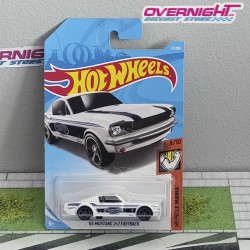 OVERNIGHT
DIECAST STORE
Hot Wheels
'65 MUSTANG 2+2 FASTBACK
MUSCLE MANIA